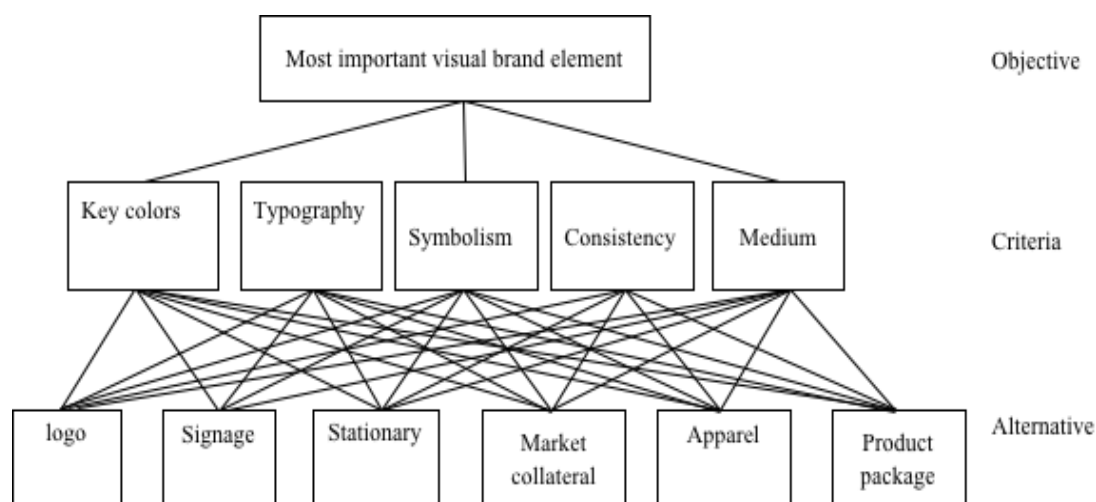 Most important visual brand element
Objective
Key colors
Typography
Symbolism
Consistency
Medium
Criteria
logo
Signage
Stationary
Market
collateral
Apparel
Product
package
Alternative